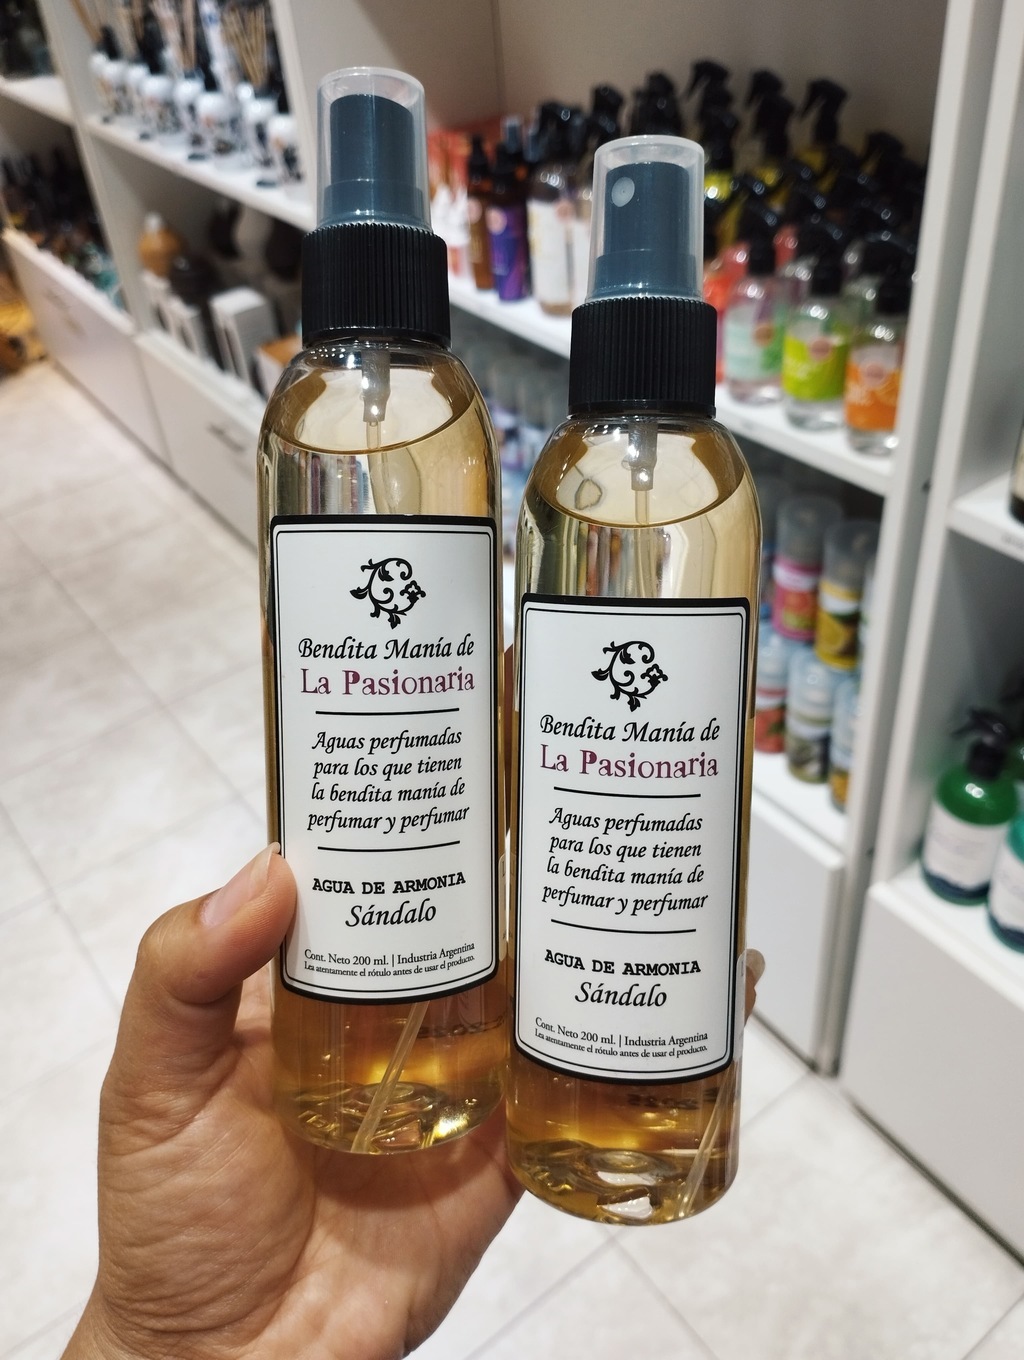 Bendita Manía de
La Pasionaria
Aguas perfumadas
para los que tienen
la bendita manía de
perfumar y perfumar
AGUA DE ARMONIA
Sándalo
Cont. Neto 200 ml. | Industria Argentina
Lea atentamente el rótulo antes de usar el producto.
Bendita Manía de
La Pasionaria
Aguas perfumadas
para los que tienen
la bendita manía de
perfumar y perfumar
AGUA DE ARMONIA
Sándalo
Cont. Neto 200 ml. | Industria Argentina
Lea atentamente el rótulo antes de usar el producto.